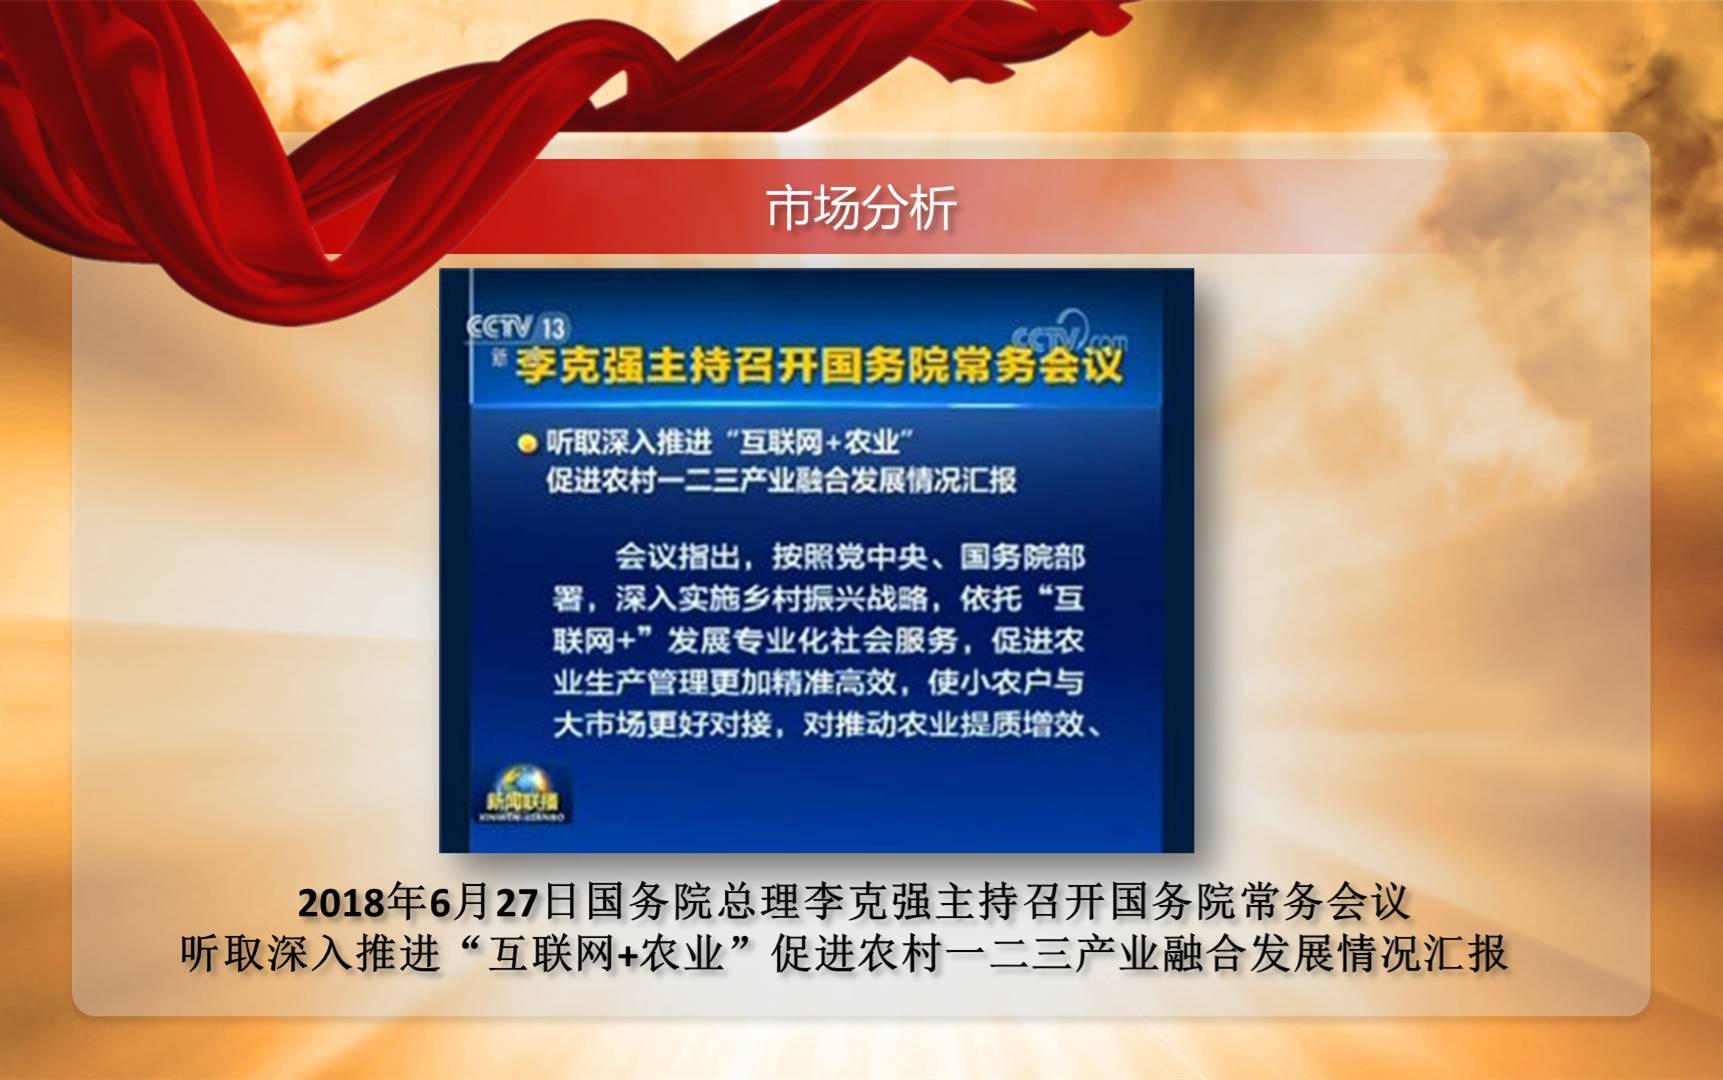 市场分析
CCTV 13
CCTV.com
新
李克强主持召开国务院常务会议
听取深入推进“互联网+农业”
促进农村一二三产业融合发展情况汇报
会议指出，按照党中央、国务院部
署，深入实施乡村振兴战略，依托“互
联网+”发展专业化社会服务，促进农
业生产管理更加精准高效，使小农户与
大市场更好对接，对推动农业提质增效、
新闻联播
XINWEN LIANBO
2018年6月27日国务院总理李克强主持召开国务院常务会议
听取深入推进“互联网+农业”促进农村一二三产业融合发展情况汇报